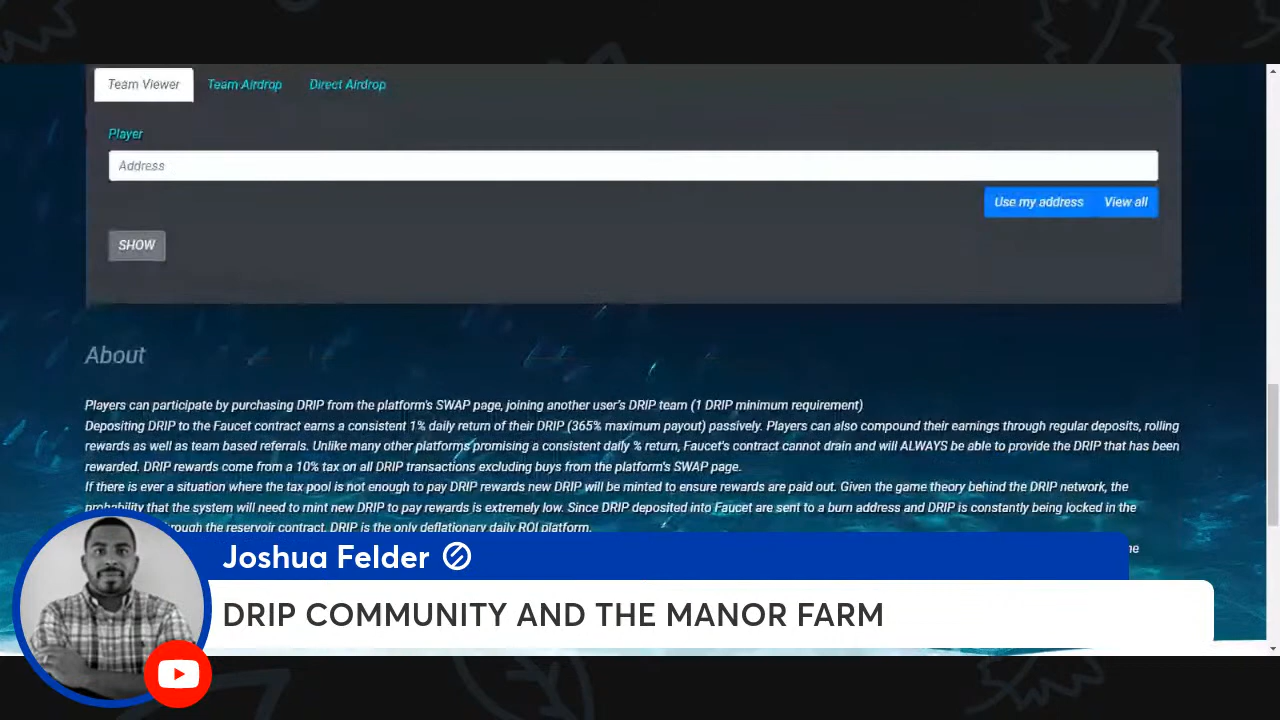 Team Viewer Team Airdrop Direct Airdrop
Player
Address
Use my address View all
SHOW
About
Players can participate by purchasing DRIP from the platform's SWAP page, joining another user's DRIP team (1 DRIP minimum requirement)
Depositing DRIP to the Faucet contract earns a consistent 1% daily return of their DRIP (365% maximum payout) passively. Players can also compound their earnings through regular deposits, rolling
rewards as well as team based referrals. Unlike many other platforms promising a consistent daily % return, Faucet's contract cannot drain and will ALWAYS be able to provide the DRIP that has been
rewarded. DRIP rewards come from a 10% tax on all DRIP transactions excluding buys from the platform's SWAP page.
If there is ever a situation where the tax pool is not enough to pay DRIP rewards new DRIP will be minted to ensure rewards are paid out. Given the game theory behind the DRIP network, the
probability that the system will need to mint new DRIP to pay rewards is extremely low. Since DRIP deposited into Faucet are sent to a burn address and DRIP is constantly being locked in the
through the reservoir contract, DRIP is the only deflationary daily ROI platform.
Joshua Felder
DRIP COMMUNITY AND THE MANOR FARM